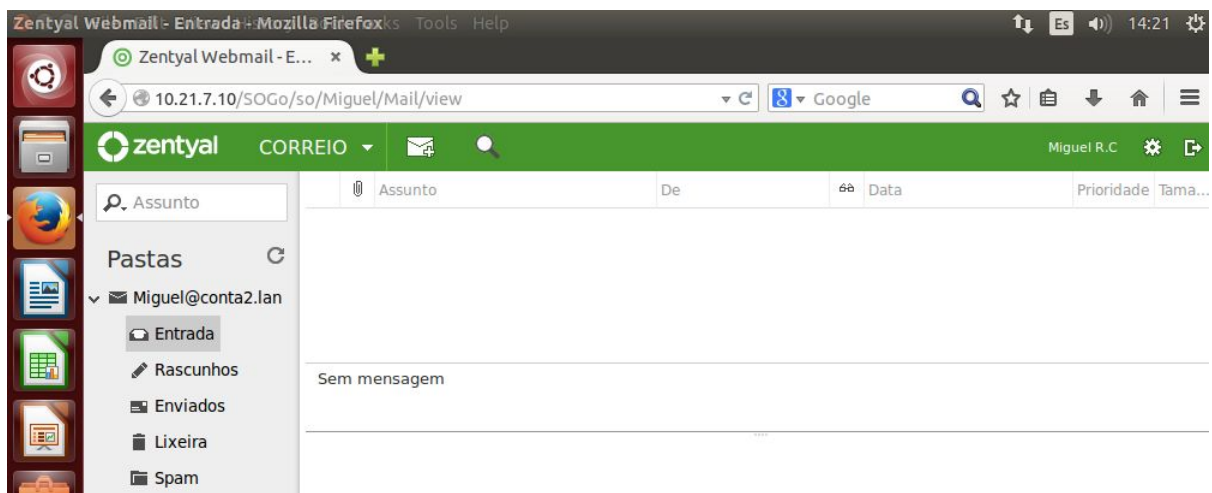 Zentyal Webmail - Entrada - Mozilla Firefox Tools Help
Es 14:21
Zentyal Webmail - E...
10.21.7.10/SOGo/so/Miguel/Mail/view
Google
zentyal CORREIO
Miguel R.C
Assunto
Assunto De Data Prioridade Tama...
Pastas
Miguel@conta2.lan
Entrada
Rascunhos
Sem mensagem
Enviados
Lixeira
Spam